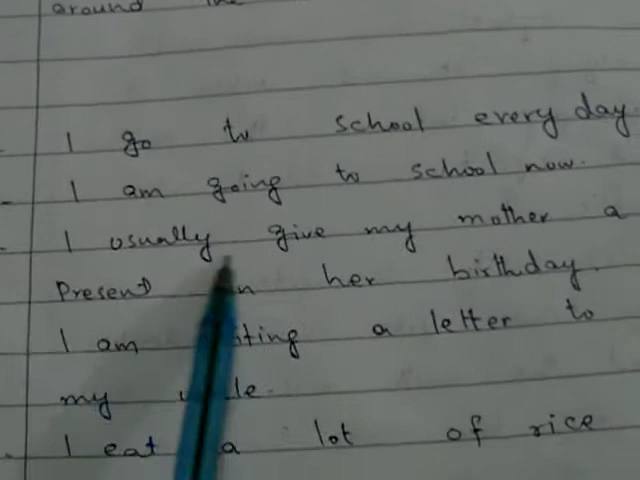 around the
I go to school every day
I am going to school now.
I usually give my mother a
Present her birthday.
I am a letter to
my
I eat a lot of rice